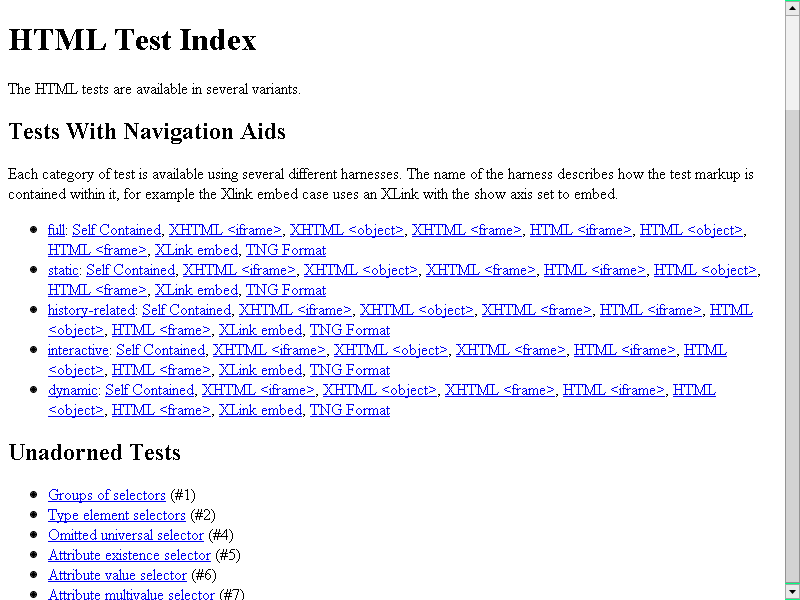 HTML Test Index
The HTML tests are available in several variants.
Tests With Navigation Aids
Each category of test is available using several different harnesses. The name of the harness describes how the test markup is
contained within it, for example the Xlink embed case uses an XLink with the show axis set to embed.
full: Self Contained, XHTML <iframe>, XHTML <object>, XHTML <frame>, HTML <iframe>, HTML <object>,
HTML <frame>, XLink embed, TNG Format
static: Self Contained, XHTML <iframe>, XHTML <object>, XHTML <frame>, HTML <iframe>, HTML <object>,
HTML <frame>, XLink embed, TNG Format
history-related: Self Contained, XHTML <iframe>, XHTML <object>, XHTML <frame>, HTML <iframe>, HTML
<object>, HTML <frame>, XLink embed, TNG Format
interactive: Self Contained, XHTML <iframe>, XHTML <object>, XHTML <frame>, HTML <iframe>, HTML
<object>, HTML <frame>, XLink embed, TNG Format
dynamic: Self Contained, XHTML <iframe>, XHTML <object>, XHTML <frame>, HTML <iframe>, HTML
<object>, HTML <frame>, XLink embed, TNG Format
Unadorned Tests
Groups of selectors (#1)
Type element selectors (#2)
Omitted universal selector (#4)
Attribute existence selector (#5)
Attribute value selector (#6)
Attribute multivalue selector (#7)